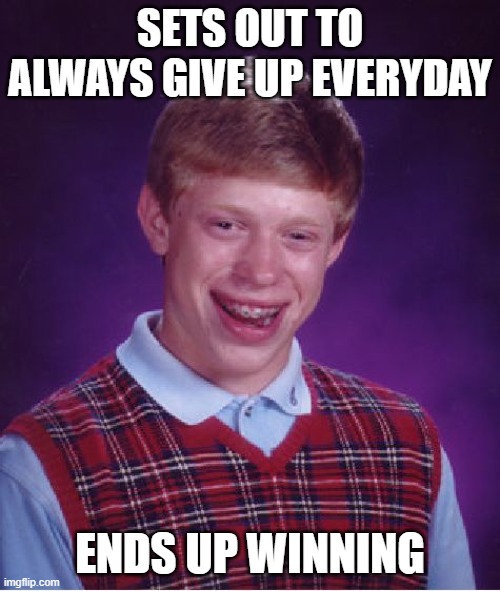 SETS OUT TO
ALWAYS GIVE UP EVERYDAY
ENDS UP WINNING
imgflip.com